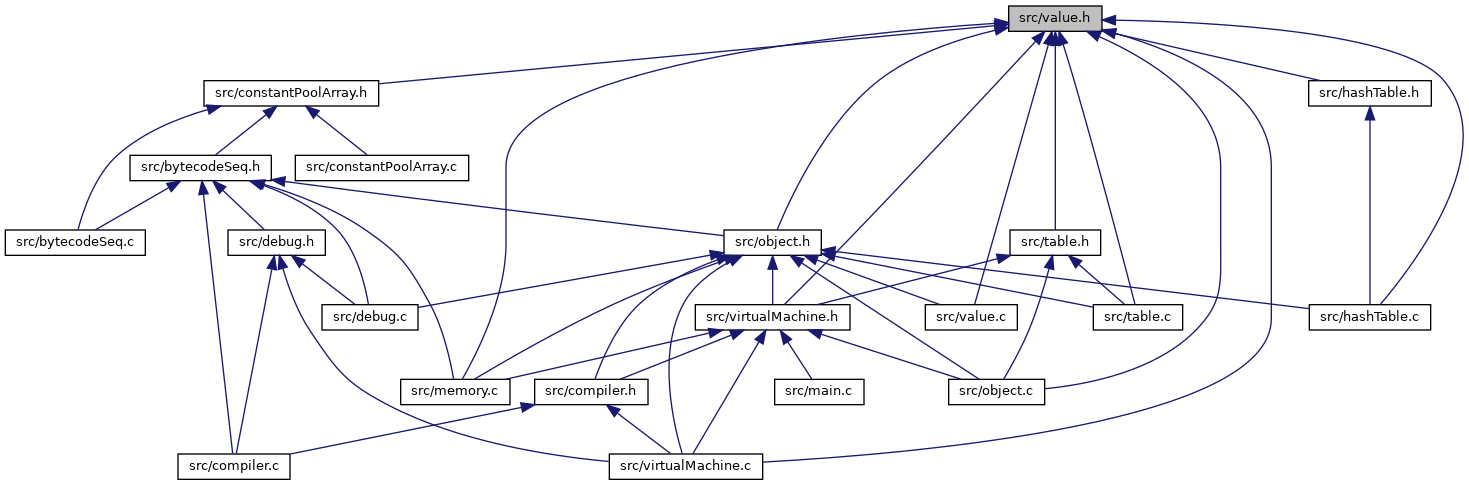 src/value.h
src/constantPoolArray.h
src/hashTable.h
src/bytecodeSeq.h
src/constantPoolArray.c
src/bytecodeSeq.c
src/debug.h
src/object.h
src/table.h
src/debug.c
src/virtualMachine.h
src/value.c
src/table.c
src/hashTable.c
src/memory.c
src/compiler.h
src/main.c
src/object.c
src/compiler.c
src/virtualMachine.c